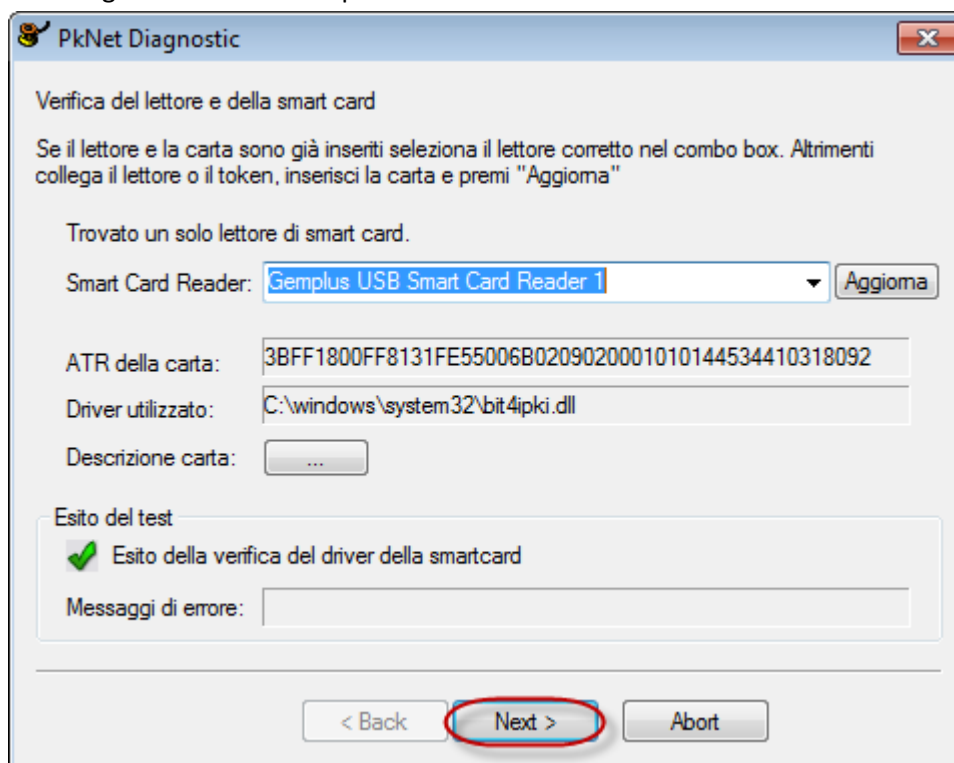 PkNet Diagnostic
Verifica del lettore e della smart card
Se il lettore e la carta sono già inseriti seleziona il lettore corretto nel combo box. Altrimenti
collega il lettore o il token, inserisci la carta e premi "Aggiorna"
Trovato un solo lettore di smart card.
Smart Card Reader: Gemplus USB Smart Card Reader 1 Aggiorna
ATR della carta: 3BFF1800FF8131FE55006B0209020001010144534410318092
Driver utilizzato: C:\windows\system32\bit4ipki.dll
Descrizione carta: ...
Esito del test
Esito della verifica del driver della smartcard
Messaggi di errore:
< Back Next > Abort